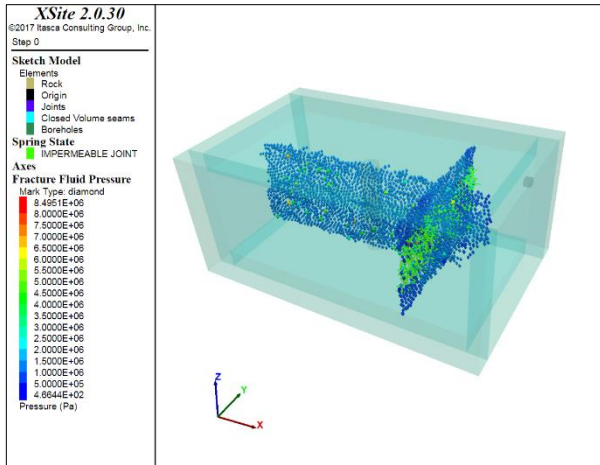 XSite 2.0.30
©2017 Itasca Consulting Group, Inc.
Step 0
Sketch Model
Elements
Rock
Origin
Joints
Closed Volume seams
Boreholes
Spring State
IMPERMEABLE JOINT
Axes
Fracture Fluid Pressure
Mark Type: diamond
8.4951E+06
8.0000E+06
7.5000E+06
7.0000E+06
6.5000E+06
6.0000E+06
5.5000E+06
5.0000E+06
4.5000E+06
4.0000E+06
3.5000E+06
3.0000E+06
2.5000E+06
2.0000E+06
1.5000E+06
1.0000E+06
5.0000E+05
4.6644E+02
Pressure (Pa)
Z
Y
X